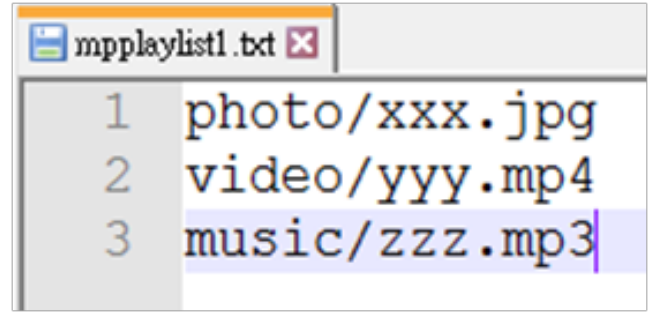 mpplaylist1.txt
1 photo/xxx.jpg
2 video/yyy.mp4
3 music/zzz.mp3